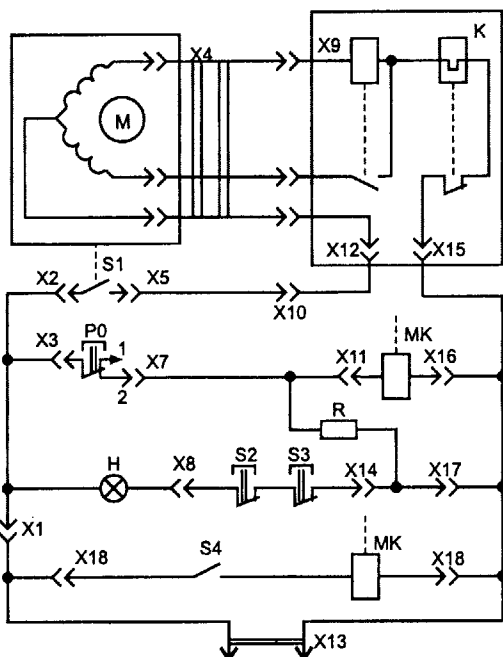 X4 X9 K
M
S1 X12 X15
X2 X5
X10
X3 P0 1 X7 X11 MK X16
2
R
H X8 S2 S3 X14 X17
X1
X18 S4 MK X18
X13